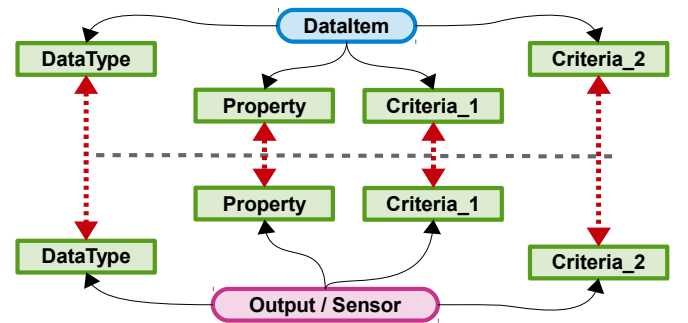 DataItem
DataType
Criteria_2
Property
Criteria_1
Property
Criteria_1
DataType
Criteria_2
Output / Sensor